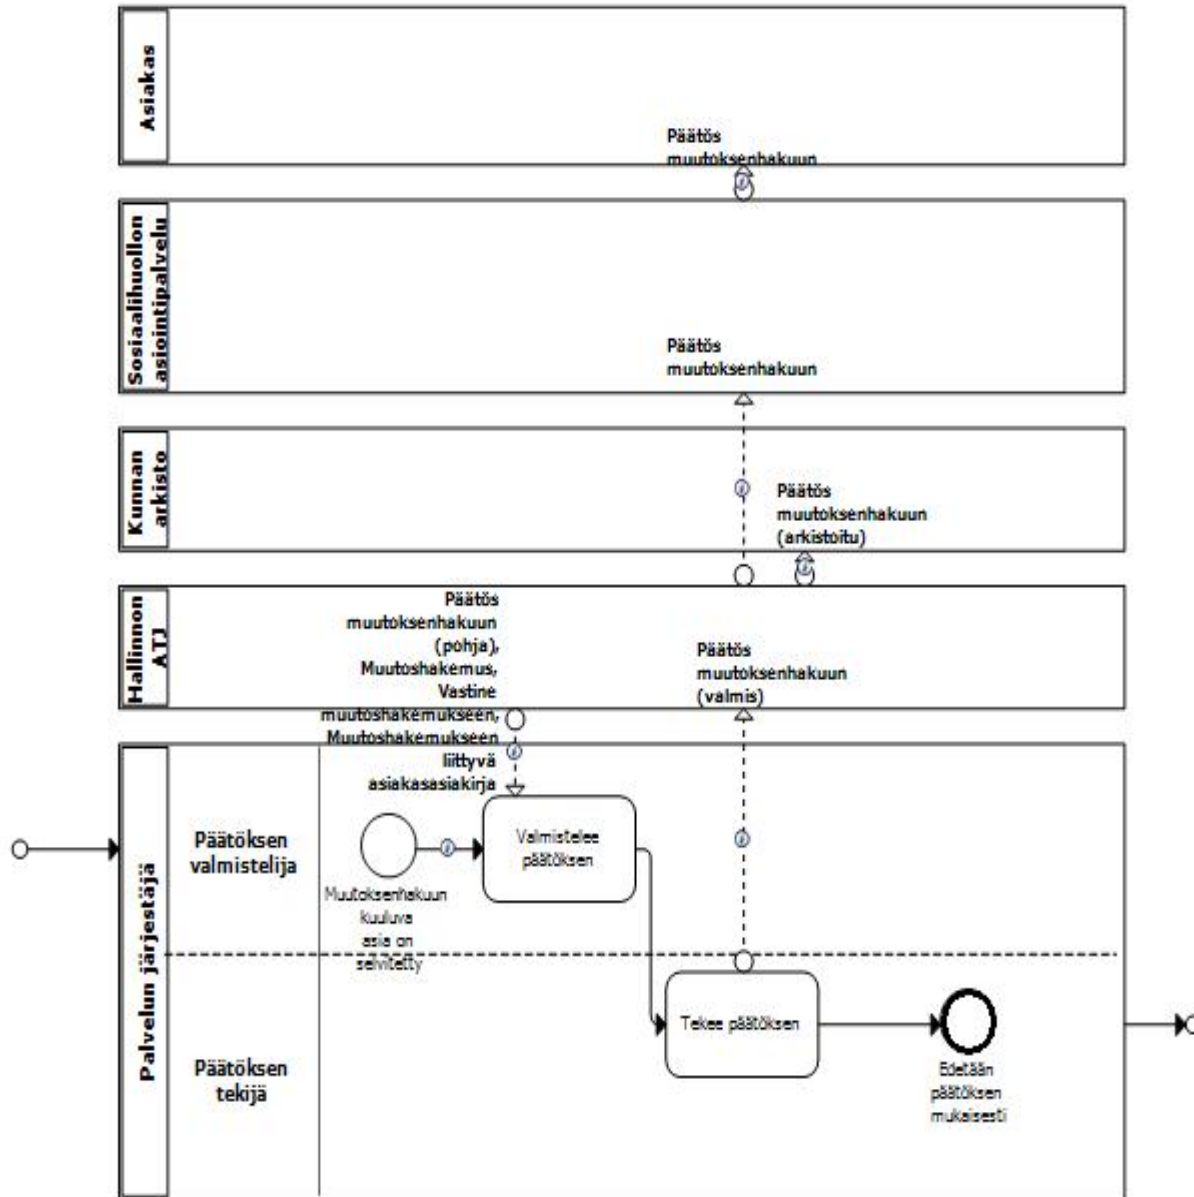 Asiakas
Päätös
muutoksenhakuun
Sosiaalihuollon
asiointipalvelu
Päätös
muutoksenhakuun
Kunnan
arkisto
Päätös
muutoksenhakuun
(arkistoitu)
Hallinnon
ATJ
Päätös
muutoksenhakuun
(pohja),
Muutoshakemus,
Vastine
muutoshakemukseen,
Muutoshakemukseen
liittyvä
asiakasasiakirja
Päätös
muutoksenhakuun
(valmis)
Palvelun järjestäjä
Päätöksen
valmistelija
Muutoksenhakuun
kuuluva
asia on
selvitetty
Valmistelee
päätöksen
Päätöksen
tekijä
Tekee päätöksen
Edetään
päätöksen
mukaisesti